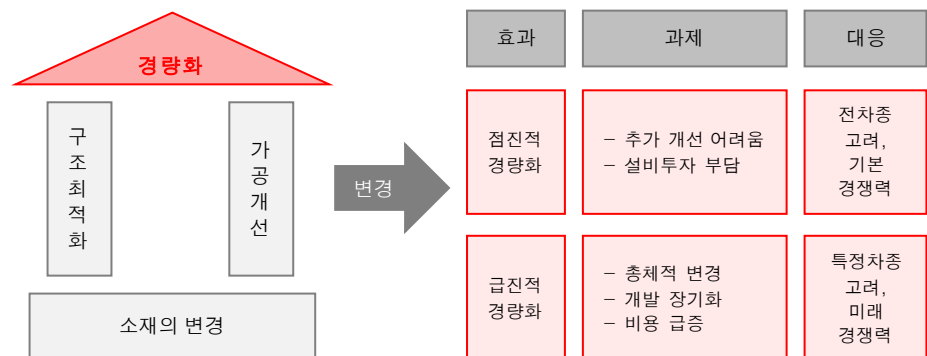 경량화
구조최적화
가공개선
소재의 변경
변경
효과
과제
대응
점진적
경량화
– 추가 개선 어려움
– 설비투자 부담
전차종
고려,
기본
경쟁력
급진적
경량화
– 총체적 변경
– 개발 장기화
– 비용 급증
특정차종
고려,
미래
경쟁력